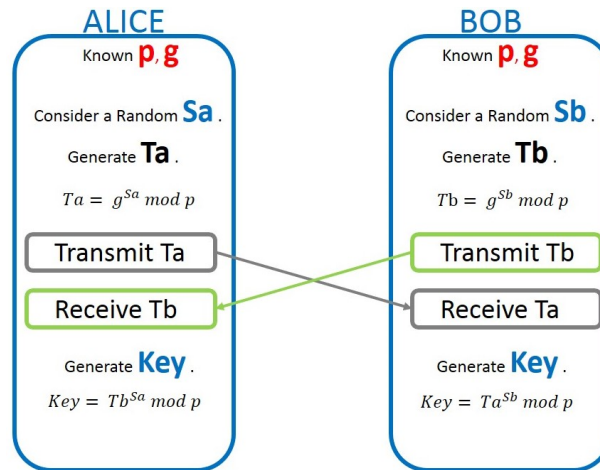 ALICE
Known p, g
Consider a Random Sa .
Generate Ta .
Ta = g^Sa mod p
Transmit Ta
Receive Tb
Generate Key .
Key = Tb^Sa mod p
BOB
Known p, g
Consider a Random Sb .
Generate Tb .
Tb = g^Sb mod p
Transmit Tb
Receive Ta
Generate Key .
Key = Ta^Sb mod p